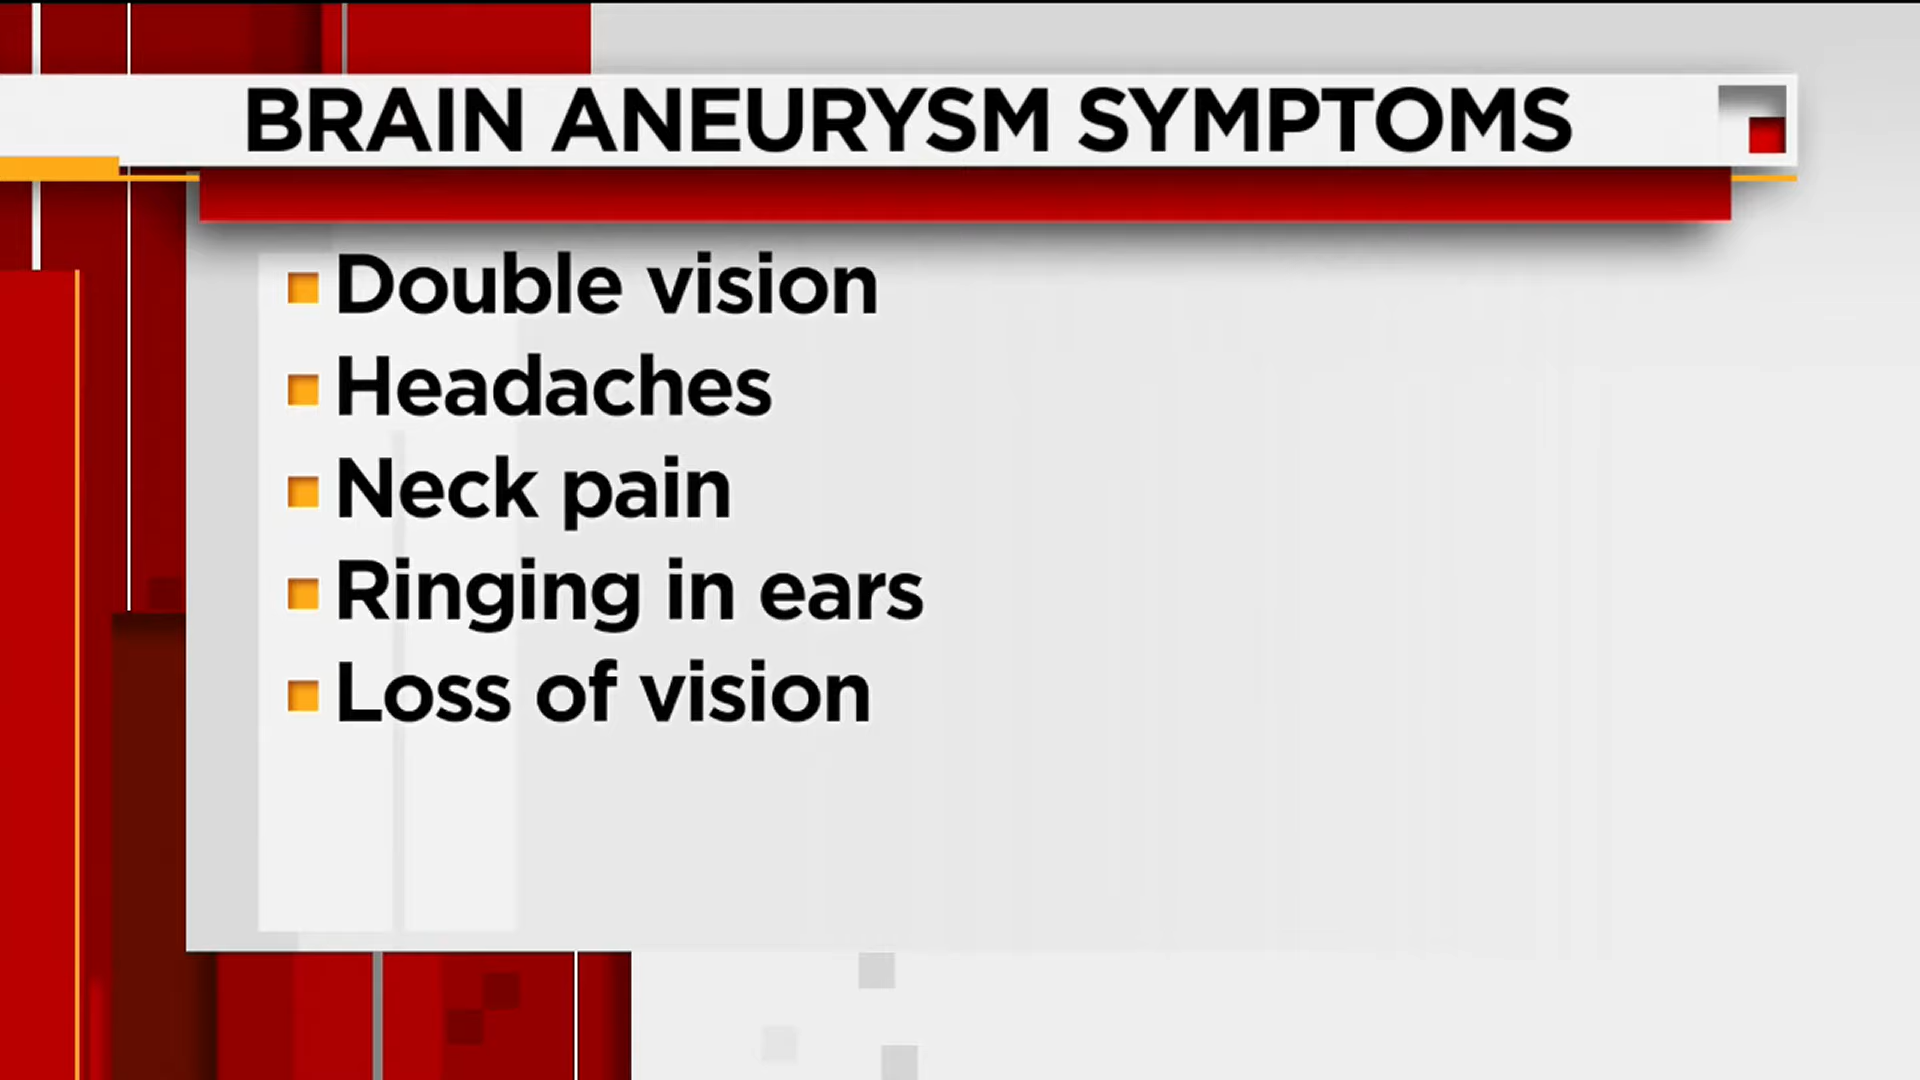 BRAIN ANEURYSM SYMPTOMS
Double vision
Headaches
Neck pain
Ringing in ears
Loss of vision